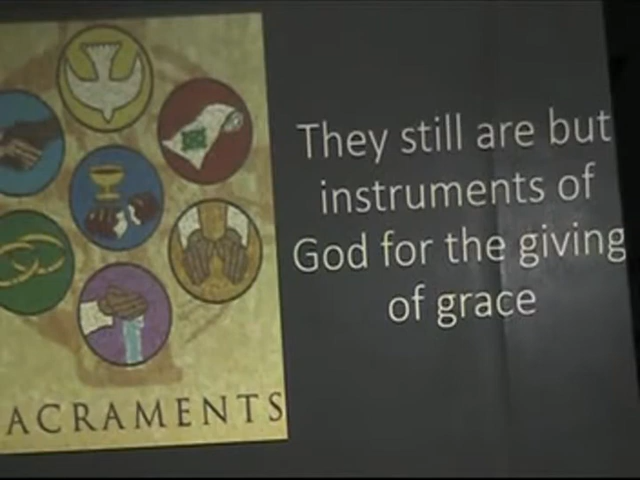 ACRAMENTS
They still are but
instruments of
God for the giving
of grace